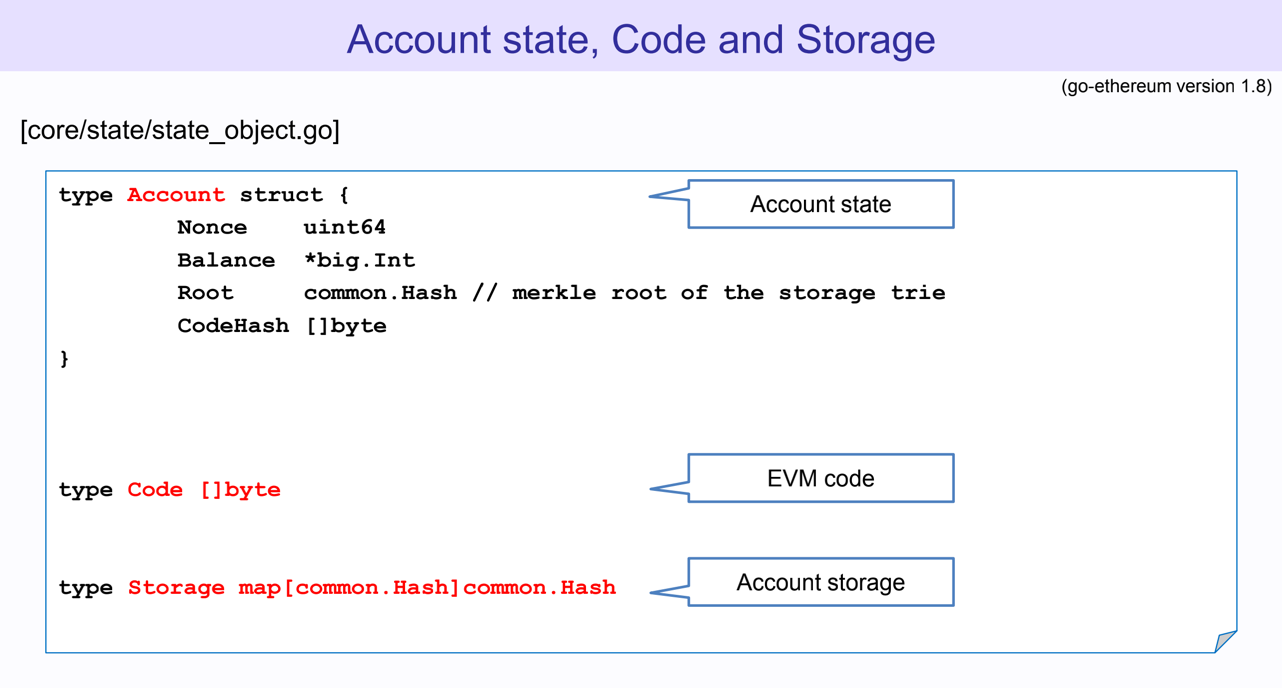 Account state, Code and Storage
(go-ethereum version 1.8)
[core/state/state_object.go]
type Account struct {
Account state
Nonce uint64
Balance *big.Int
Root common.Hash // merkle root of the storage trie
CodeHash []byte
}
type Code []byte
EVM code
type Storage map[common.Hash]common.Hash
Account storage